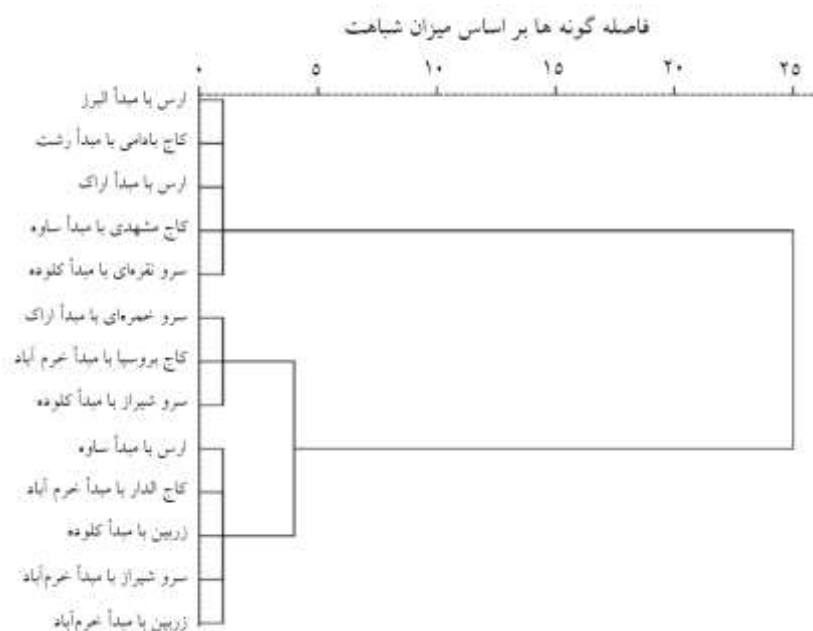 فاصله گونه ها بر اساس میزان شباهت
۰ ۵ ۱۰ ۱۵ ۲۰ ۲۵
ارس با مبدأ البرز
کاج بادامی با مبدأ رشت
ارس با مبدأ اراک
کاج مشهدی با مبدأ ساوه
سرو نقره‌ای با مبدأ کلوده
سرو خمره‌ای با مبدأ اراک
کاج بروسیا با مبدأ خرم آباد
سرو شیراز با مبدأ کلوده
ارس با مبدأ ساوه
کاج الدار با مبدأ خرم آباد
زربین با مبدأ کلوده
سرو شیراز با مبدأ خرم‌آباد
زربین با مبدأ خرم‌آباد